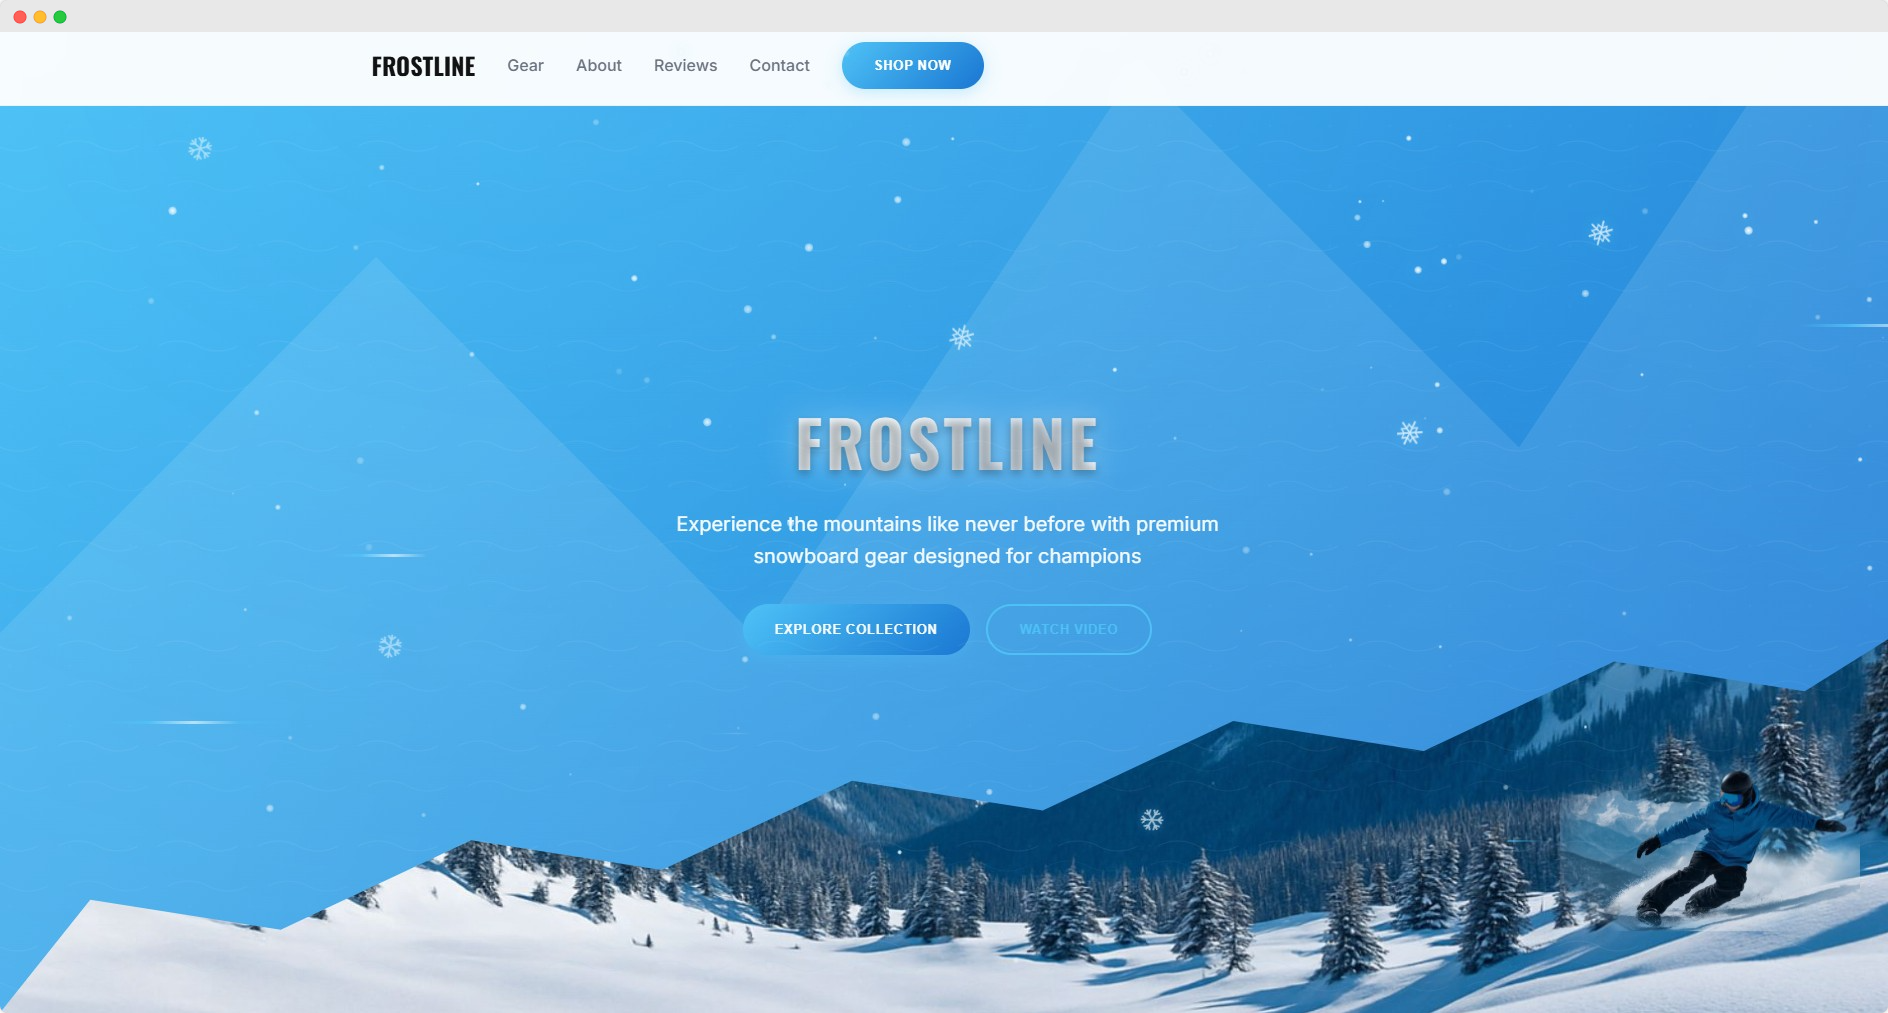 FROSTLINE Gear About Reviews Contact SHOP NOW
FROSTLINE
Experience the mountains like never before with premium
snowboard gear designed for champions
EXPLORE COLLECTION WATCH VIDEO